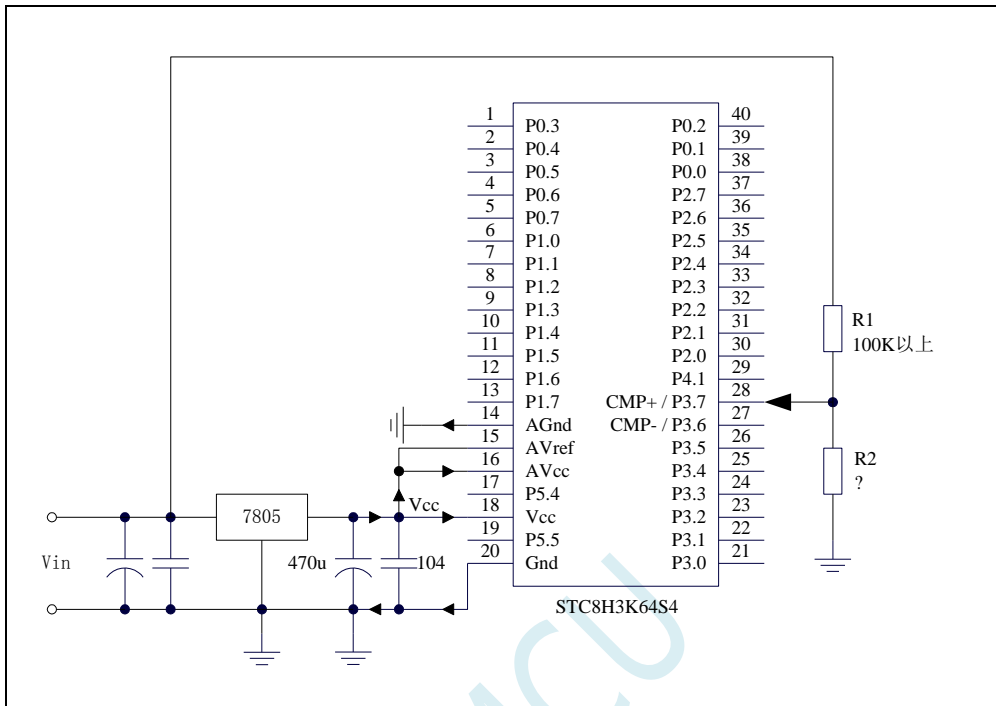 1 P0.3 P0.2 40
2 P0.4 P0.1 39
3 P0.5 P0.0 38
4 P0.6 P2.7 37
5 P0.7 P2.6 36
6 P1.0 P2.5 35
7 P1.1 P2.4 34
8 P1.2 P2.3 33
9 P1.3 P2.2 32
10 P1.4 P2.1 31
11 P1.5 P2.0 30
12 P1.6 P4.1 29
13 P1.7 CMP+ / P3.7 28
14 AGnd CMP- / P3.6 27
15 AVref P3.5 26
16 AVcc P3.4 25
17 P5.4 P3.3 24
18 Vcc P3.2 23
19 P5.5 P3.1 22
20 Gnd P3.0 21
STC8H3K64S4
R1
100K以上
R2
?
Vcc
7805
Vin
470u
104
MCU